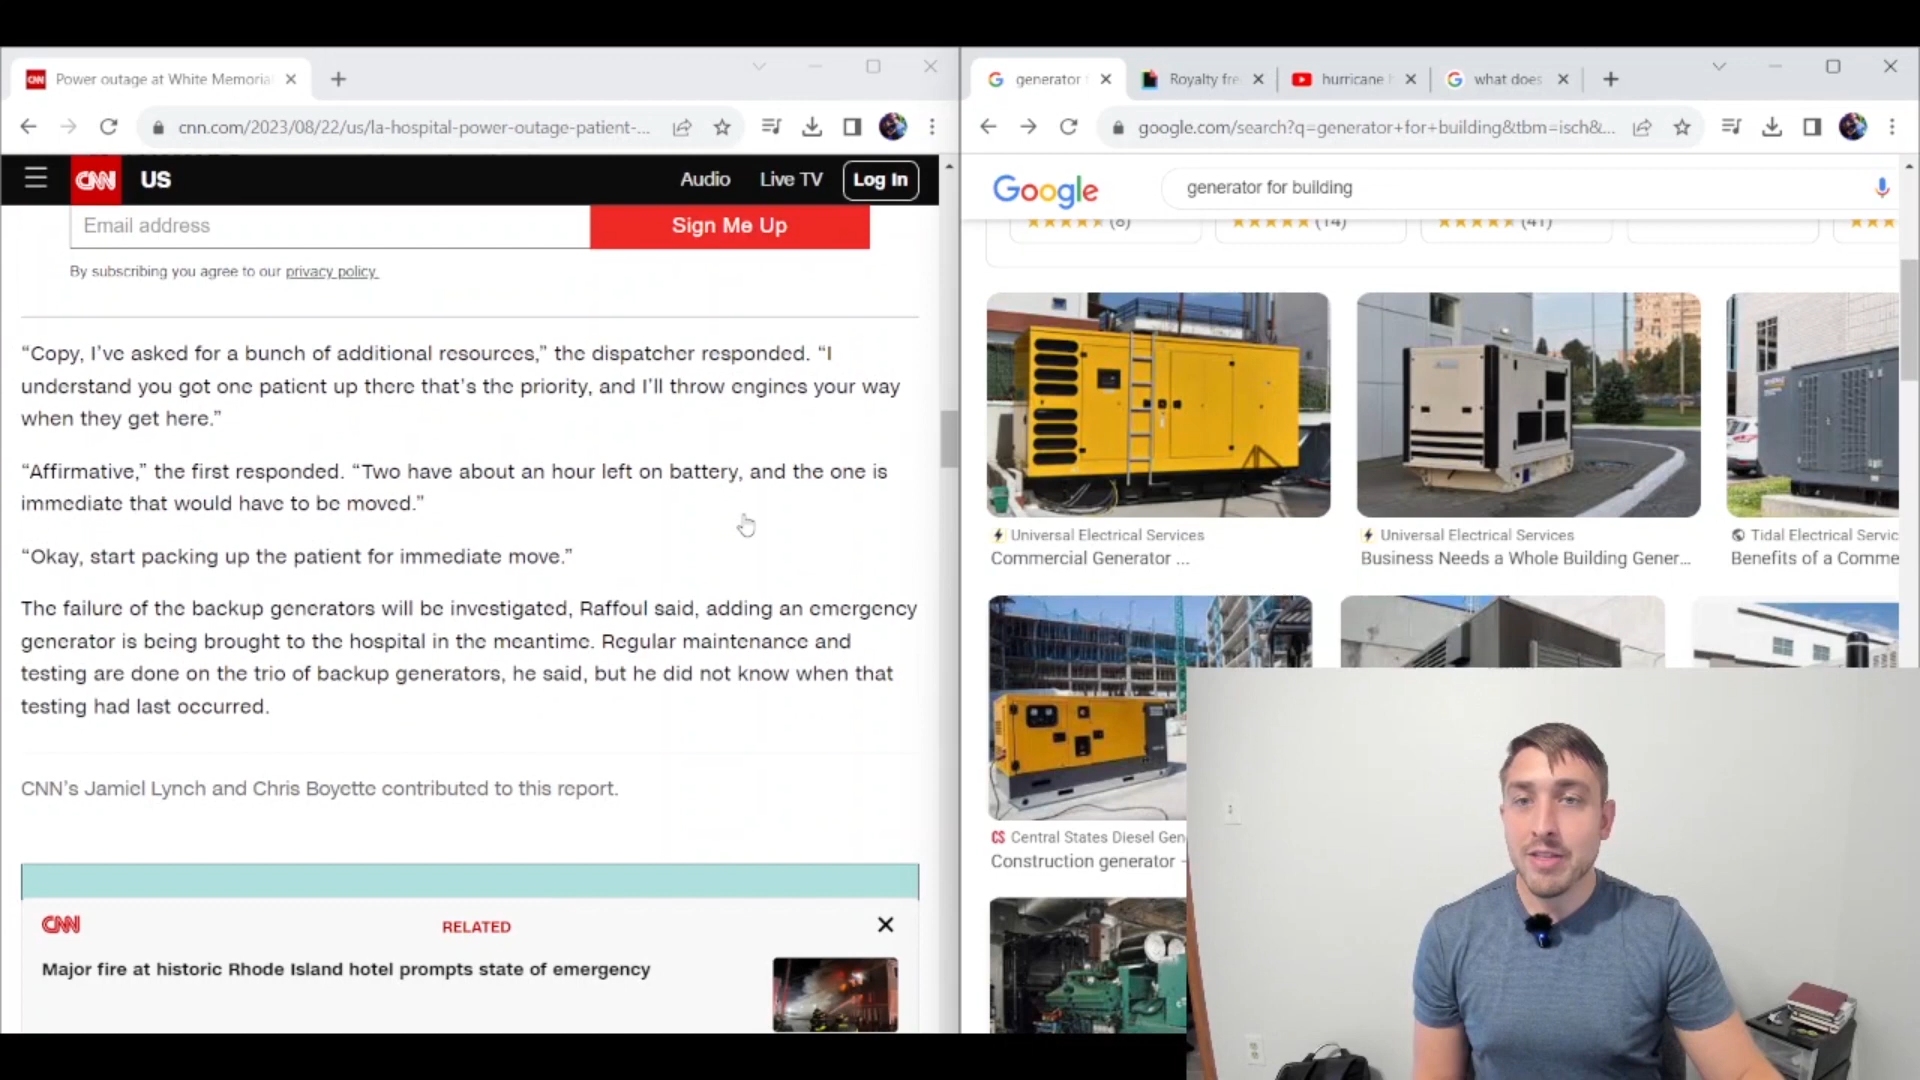 Power outage at White Memoria
cnn.com/2023/08/22/us/la-hospital-power-outage-patient-...
CNN US Audio Live TV Log In
Email address Sign Me Up
By subscribing you agree to our privacy policy.
“Copy, I’ve asked for a bunch of additional resources,” the dispatcher responded. “I
understand you got one patient up there that’s the priority, and I’ll throw engines your way
when they get here.”
“Affirmative,” the first responded. “Two have about an hour left on battery, and the one is
immediate that would have to be moved.”
“Okay, start packing up the patient for immediate move.”
The failure of the backup generators will be investigated, Raffoul said, adding an emergency
generator is being brought to the hospital in the meantime. Regular maintenance and
testing are done on the trio of backup generators, he said, but he did not know when that
testing had last occurred.
CNN’s Jamiel Lynch and Chris Boyette contributed to this report.
CNN RELATED
Major fire at historic Rhode Island hotel prompts state of emergency
generator Royalty fre hurricane what does
google.com/search?q=generator+for+building&tbm=isch&...
Google generator for building
(8) (14) (41)
Universal Electrical Services Universal Electrical Services Tidal Electrical Servic
Commercial Generator ... Business Needs a Whole Building Gener... Benefits of a Comme
CS Central States Diesel Gen
Construction generator -